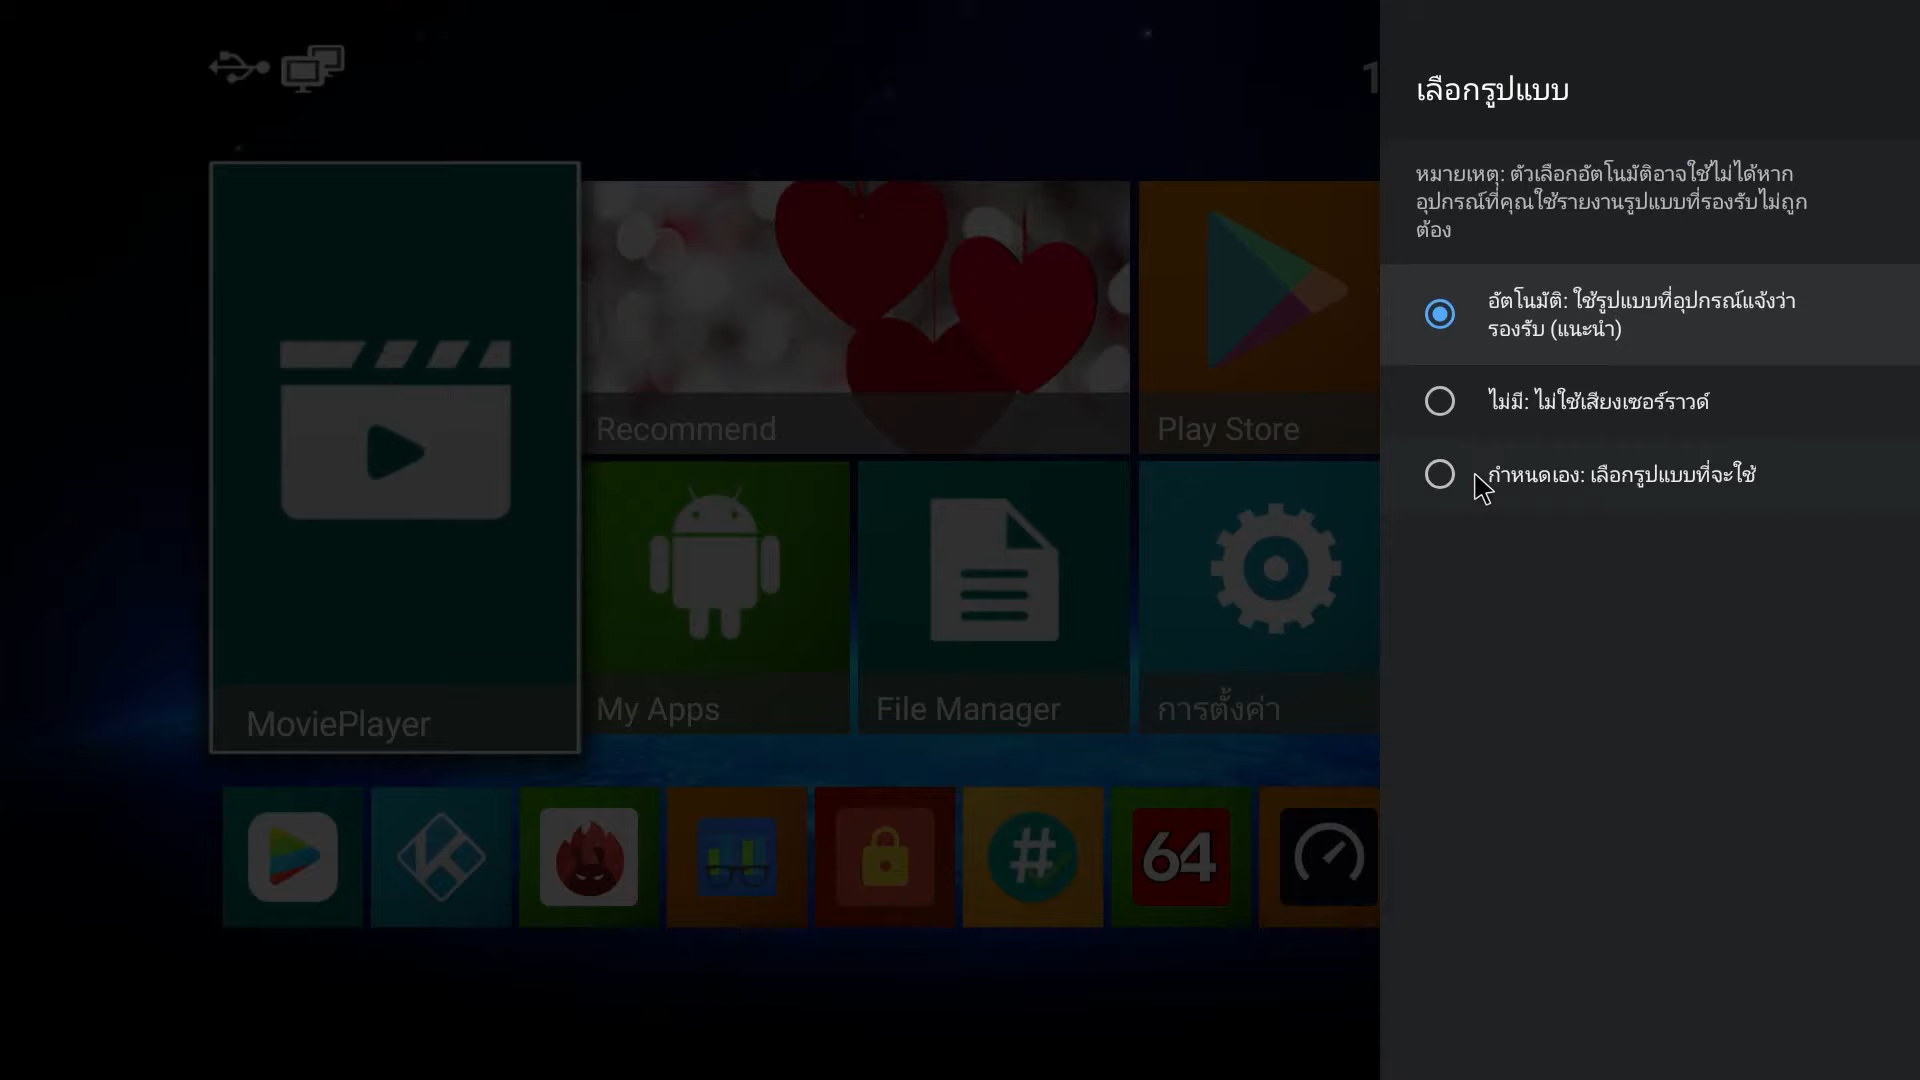 1
เลือกรูปแบบ
หมายเหตุ: ตัวเลือกอัตโนมัติอาจใช้ไม่ได้หาก
อุปกรณ์ที่คุณใช้รายงานรูปแบบที่รองรับไม่ถูก
ต้อง
อัตโนมัติ: ใช้รูปแบบที่อุปกรณ์แจ้งว่า
รองรับ (แนะนำ)
ไม่มี: ไม่ใช้เสียงเซอร์ราวด์
กำหนดเอง: เลือกรูปแบบที่จะใช้
Recommend
Play Store
MoviePlayer
My Apps
File Manager
การตั้งค่า
#
64